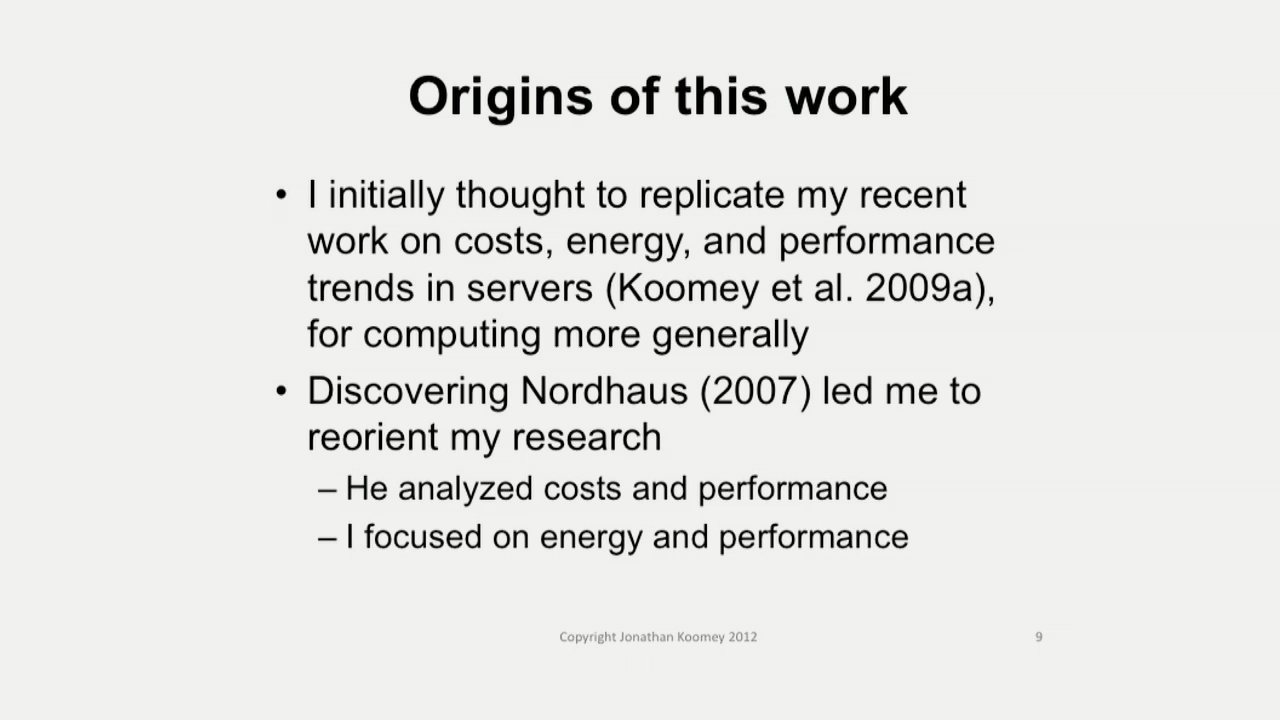 Origins of this work
• I initially thought to replicate my recent
work on costs, energy, and performance
trends in servers (Koomey et al. 2009a),
for computing more generally
• Discovering Nordhaus (2007) led me to
reorient my research
– He analyzed costs and performance
– I focused on energy and performance
Copyright Jonathan Koomey 2012
9